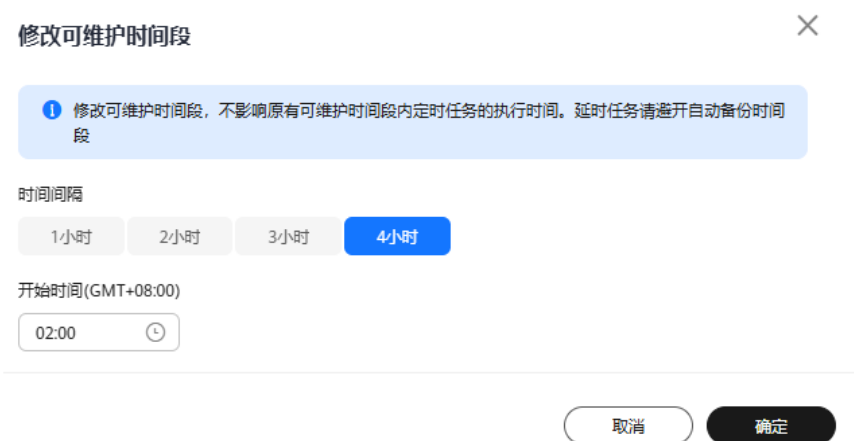 修改可维护时间段
修改可维护时间段，不影响原有可维护时间段内定时任务的执行时间。延时任务请避开自动备份时间
段
时间间隔
1小时 2小时 3小时 4小时
开始时间(GMT+08:00)
02:00
取消 确定